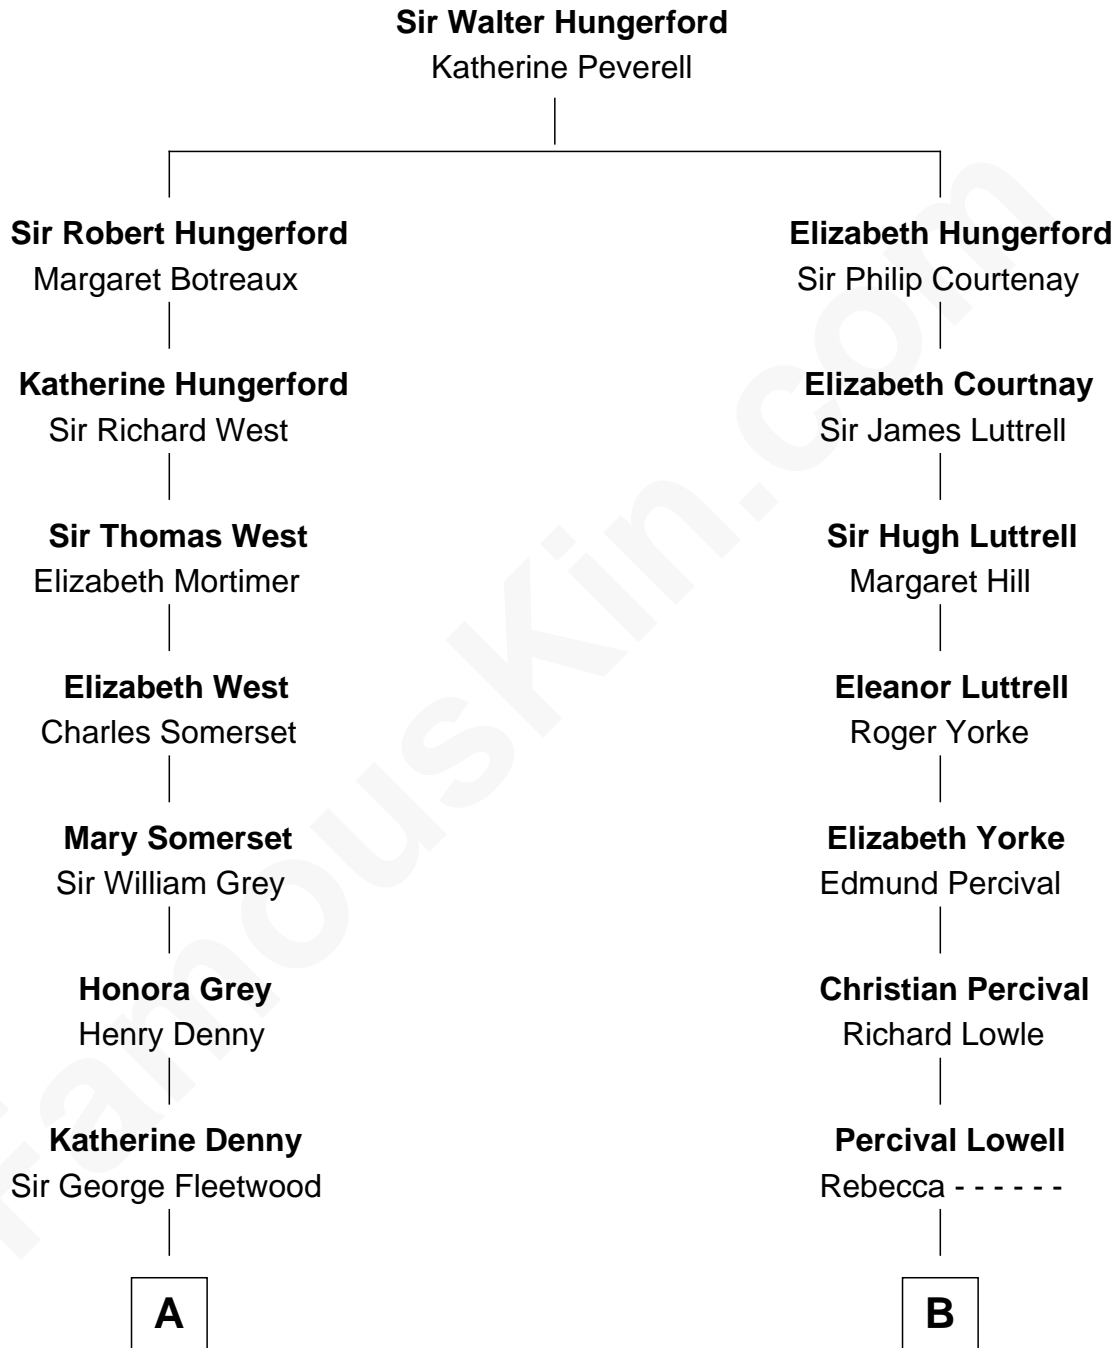 Sir Walter Hungerford
Katherine Peverell
Sir Robert Hungerford
Margaret Botreaux
Elizabeth Hungerford
Sir Philip Courtenay
Katherine Hungerford
Sir Richard West
Elizabeth Courtnay
Sir James Luttrell
Sir Thomas West
Elizabeth Mortimer
Sir Hugh Luttrell
Margaret Hill
Elizabeth West
Charles Somerset
Eleanor Luttrell
Roger Yorke
Mary Somerset
Sir William Grey
Elizabeth Yorke
Edmund Percival
Honora Grey
Henry Denny
Christian Percival
Richard Lowle
Katherine Denny
Sir George Fleetwood
Percival Lowell
Rebecca - - - - - -
A
B
FamousKin.com